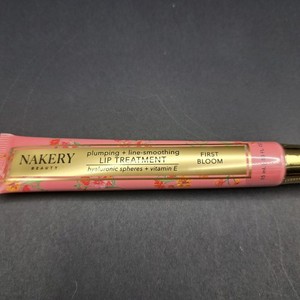 NAKERY
BEAUTY
plumping + line-smoothing
LIP TREATMENT
hyaluronic spheres + vitamin E
FIRST
BLOOM